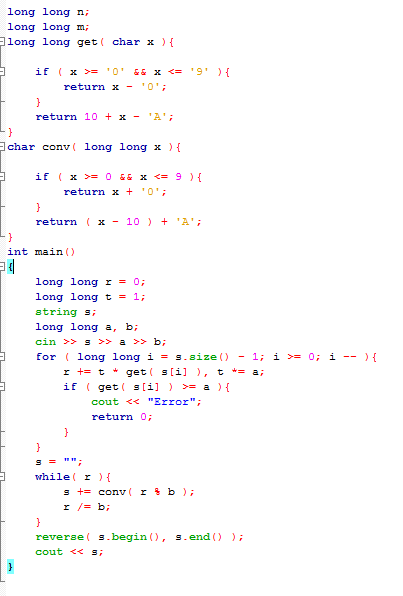 long long n;
long long m;
long long get( char x ){
if ( x >= '0' && x <= '9' ){
return x - '0';
}
return 10 + x - 'A';
}
char conv( long long x ){
if ( x >= 0 && x <= 9 ){
return x + '0';
}
return ( x - 10 ) + 'A';
}
int main()
{
long long r = 0;
long long t = 1;
string s;
long long a, b;
cin >> s >> a >> b;
for ( long long i = s.size() - 1; i >= 0; i -- ){
r += t * get( s[i] ), t *= a;
if ( get( s[i] ) >= a ){
cout << "Error";
return 0;
}
}
s = "";
while( r ){
s += conv( r % b );
r /= b;
}
reverse( s.begin(), s.end() );
cout << s;
}